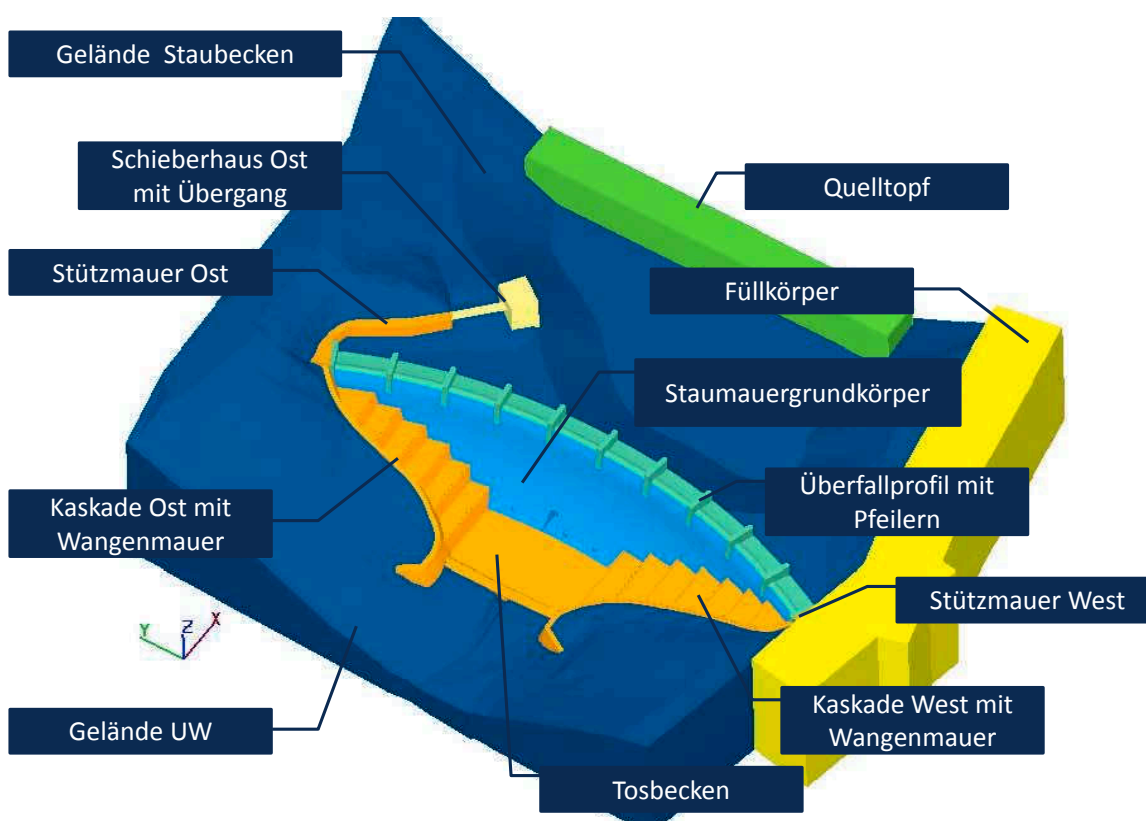 Gelände Staubecken
Schieberhaus Ost
mit Übergang
Quelltopf
Stützmauer Ost
Füllkörper
Staumauergrundkörper
Kaskade Ost mit
Wangenmauer
Überfallprofil mit
Pfeilern
Stützmauer West
Y
Z
X
Gelände UW
Kaskade West mit
Wangenmauer
Tosbecken